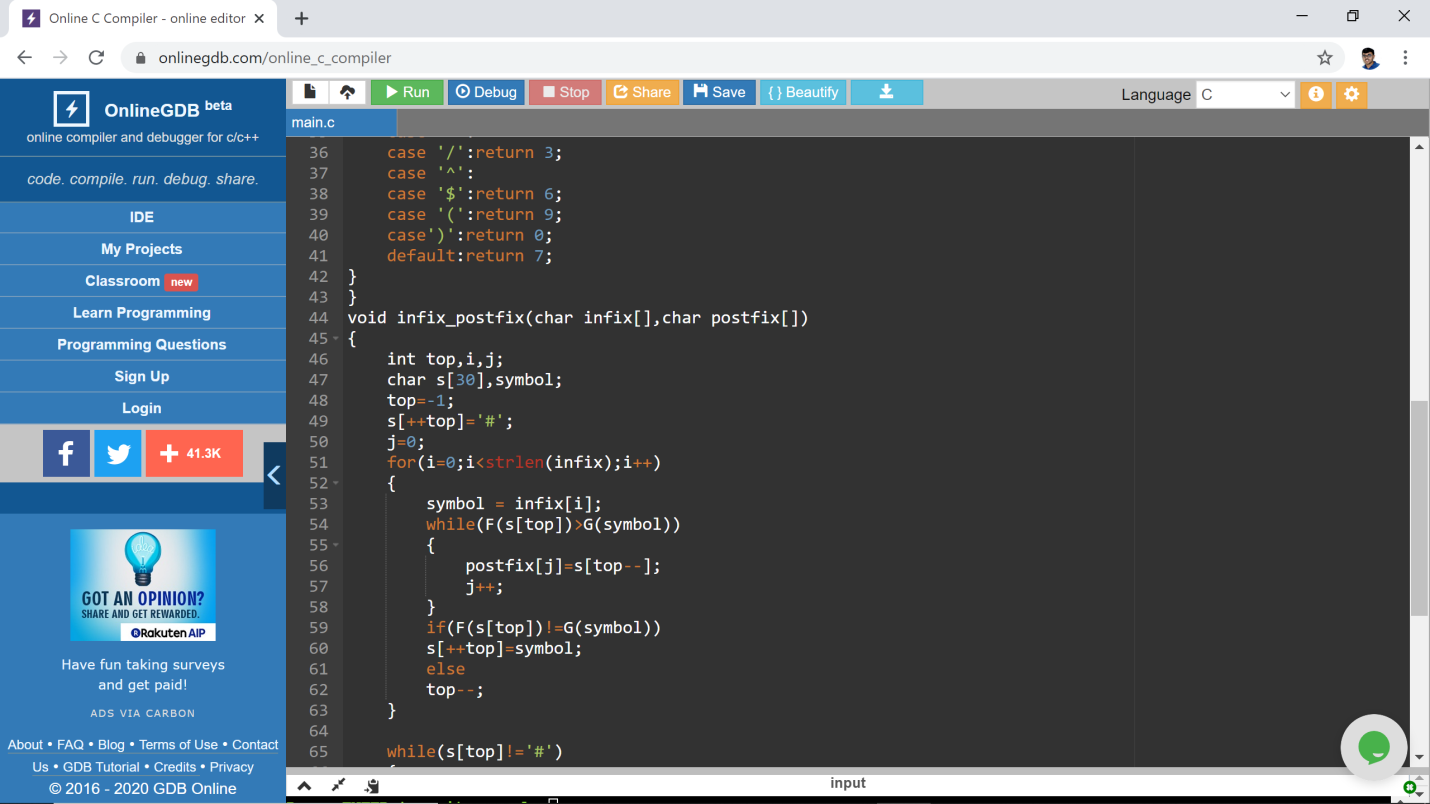 Online C Compiler - online editor
onlinegdb.com/online_c_compiler
OnlineGDB beta
online compiler and debugger for c/c++
code. compile. run. debug. share.
IDE
My Projects
Classroom new
Learn Programming
Programming Questions
Sign Up
Login
41.3K
GOT AN OPINION?
SHARE AND GET REWARDED.
Rakuten AIP
Have fun taking surveys
and get paid!
ADS VIA CARBON
About • FAQ • Blog • Terms of Use • Contact
Us • GDB Tutorial • Credits • Privacy
© 2016 - 2020 GDB Online
Run Debug Stop Share Save { } Beautify Language C
main.c
36 case '/':return 3;
37 case '^':
38 case '$':return 6;
39 case '(':return 9;
40 case')':return 0;
41 default:return 7;
42 }
43 }
44 void infix_postfix(char infix[],char postfix[])
45 {
46 int top,i,j;
47 char s[30],symbol;
48 top=-1;
49 s[++top]='#';
50 j=0;
51 for(i=0;i<strlen(infix);i++)
52 {
53 symbol = infix[i];
54 while(F(s[top])>G(symbol))
55 {
56 postfix[j]=s[top--];
57 j++;
58 }
59 if(F(s[top])!=G(symbol))
60 s[++top]=symbol;
61 else
62 top--;
63 }
64
65 while(s[top]!='#')
input